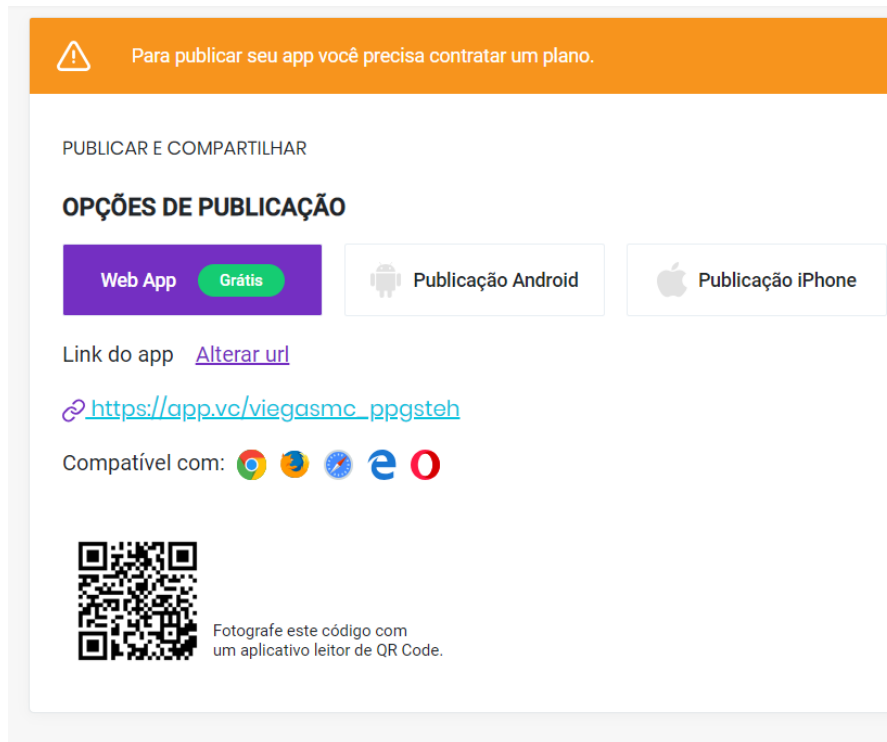 Para publicar seu app você precisa contratar um plano.
PUBLICAR E COMPARTILHAR
OPÇÕES DE PUBLICAÇÃO
Web App Grátis Publicação Android Publicação iPhone
Link do app Alterar url
https://app.vc/viegasmc_ppgsteh
Compatível com:
Fotografe este código com
um aplicativo leitor de QR Code.